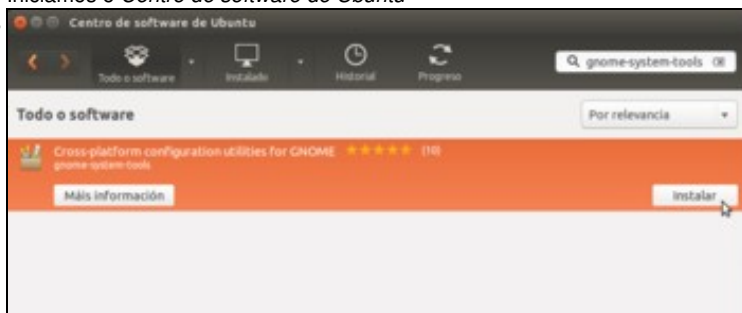 Iniciamos o Centro de software de Ubuntu
Centro de software de Ubuntu
Todo o software
Instalado
Historial
Progreso
gnome-system-tools
Todo o software
Por relevancia
Cross-platform configuration utilities for GNOME (10)
gnome-system-tools
Máis información
Instalar